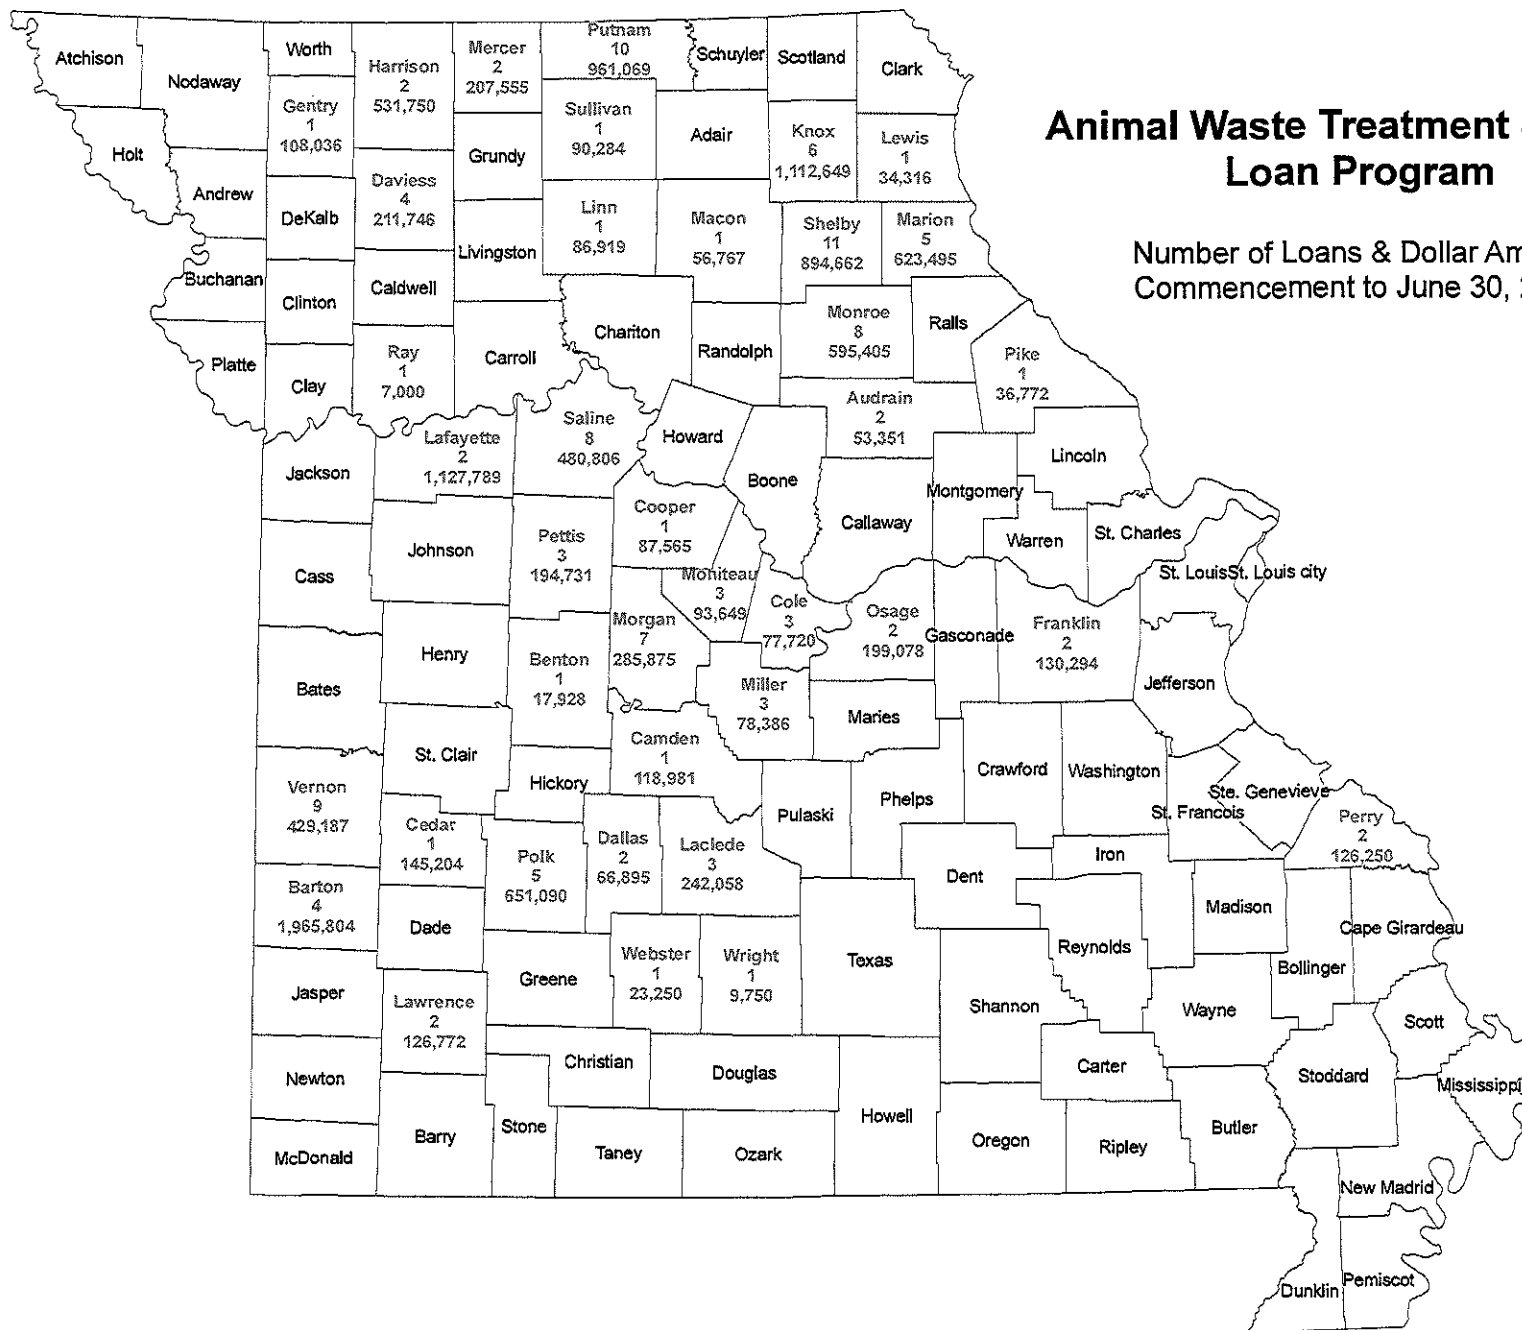 Animal Waste Treatment
Loan Program
Number of Loans & Dollar Am
Commencement to June 30,
Atchison
Nodaway
Worth
Harrison
2
531,750
Mercer
2
207,555
Putnam
10
961,069
Schuyler
Scotland
Clark
Gentry
1
108,036
Sullivan
1
90,284
Adair
Knox
6
1,112,649
Lewis
1
34,316
Holt
Andrew
DeKalb
Daviess
4
211,746
Grundy
Livingston
Linn
1
86,919
Macon
1
56,767
Shelby
11
894,662
Marion
5
623,495
Buchanan
Clinton
Caldwell
Chariton
Randolph
Monroe
8
595,405
Ralls
Pike
1
36,772
Platte
Clay
Ray
1
7,000
Carroll
Audrain
2
53,351
Jackson
Lafayette
2
1,127,789
Saline
8
480,806
Howard
Boone
Callaway
Montgomery
Lincoln
Warren
St. Charles
St. Louis
St. Louis city
Cass
Johnson
Pettis
3
194,731
Cooper
1
87,565
Moniteau
3
93,649
Cole
3
77,720
Osage
2
199,078
Gasconade
Franklin
2
130,294
Jefferson
Bates
Henry
Benton
1
17,928
Morgan
7
285,875
Miller
3
78,386
Maries
St. Clair
Hickory
Camden
1
118,981
Pulaski
Phelps
Crawford
Washington
St. Francois
Ste. Genevieve
Perry
2
126,250
Vernon
9
429,187
Cedar
1
145,204
Polk
5
651,090
Dallas
2
66,895
Laclede
3
242,058
Dent
Iron
Madison
Bollinger
Cape Girardeau
Barton
4
1,965,804
Dade
Greene
Webster
1
23,250
Wright
1
9,750
Texas
Shannon
Reynolds
Wayne
Scott
Jasper
Lawrence
2
126,772
Christian
Douglas
Howell
Carter
Stoddard
Mississippi
Newton
McDonald
Barry
Stone
Taney
Ozark
Oregon
Ripley
Butler
New Madrid
Dunklin
Pemiscot